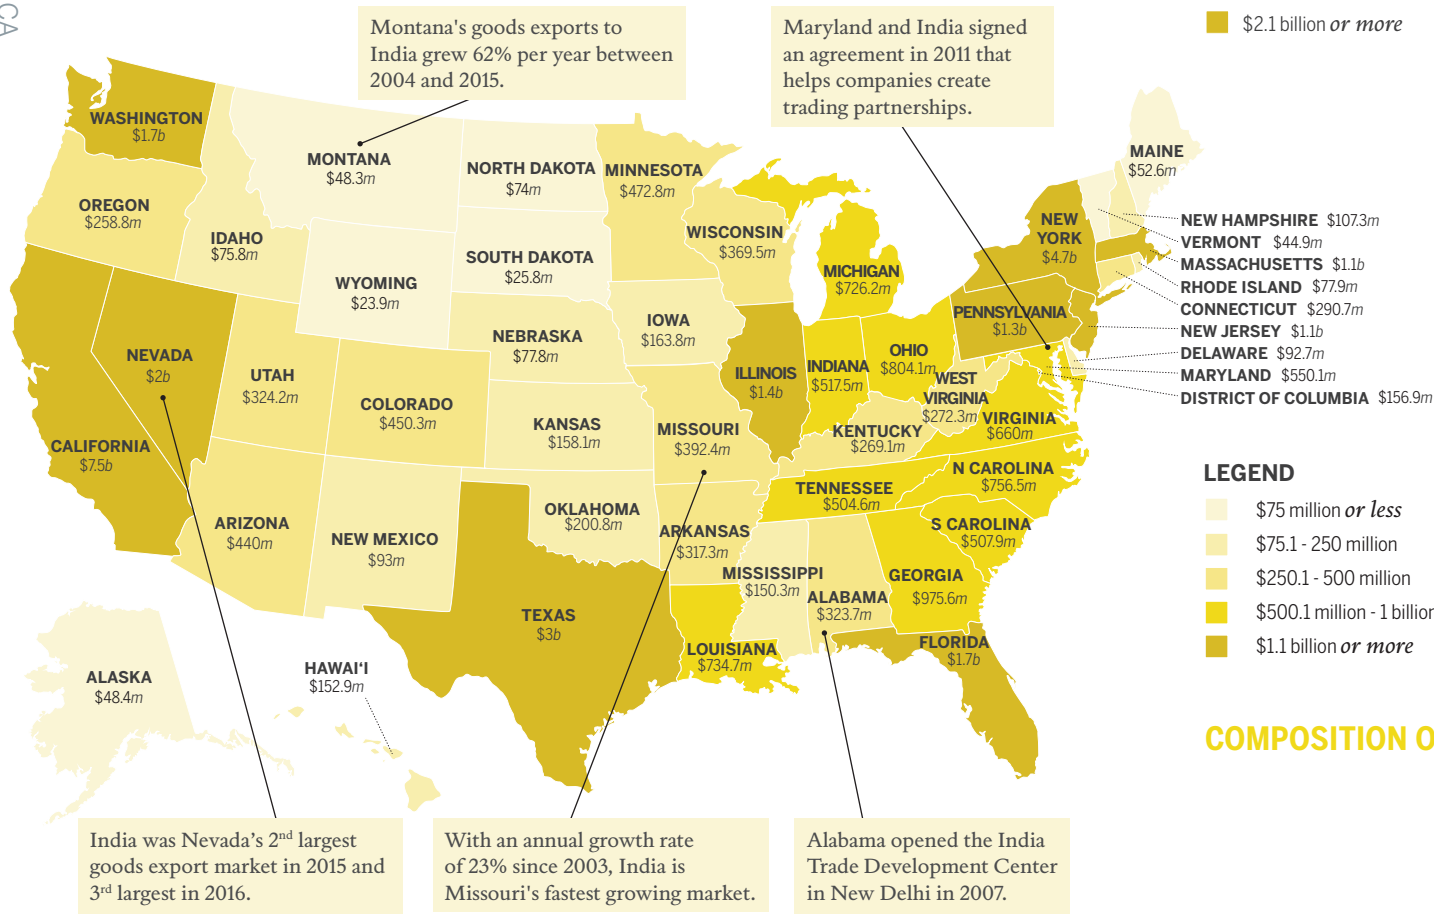 CA
$2.1 billion or more
Montana's goods exports to
India grew 62% per year between
2004 and 2015.
Maryland and India signed
an agreement in 2011 that
helps companies create
trading partnerships.
WASHINGTON
$1.7b
OREGON
$258.8m
IDAHO
$75.8m
MONTANA
$48.3m
NORTH DAKOTA
$74m
MINNESOTA
$472.8m
WISCONSIN
$369.5m
MICHIGAN
$726.2m
NEW
YORK
$4.7b
MAINE
$52.6m
NEW HAMPSHIRE $107.3m
VERMONT $44.9m
MASSACHUSETTS $1.1b
RHODE ISLAND $77.9m
CONNECTICUT $290.7m
NEW JERSEY $1.1b
DELAWARE $92.7m
MARYLAND $550.1m
DISTRICT OF COLUMBIA $156.9m
WYOMING
$23.9m
SOUTH DAKOTA
$25.8m
NEBRASKA
$77.8m
IOWA
$163.8m
PENNSYLVANIA
$1.3b
NEVADA
$2b
UTAH
$324.2m
COLORADO
$450.3m
KANSAS
$158.1m
MISSOURI
$392.4m
ILLINOIS
$1.4b
INDIANA
$517.5m
OHIO
$804.1m
WEST
VIRGINIA
$272.3m
VIRGINIA
$660m
KENTUCKY
$269.1m
CALIFORNIA
$7.5b
ARIZONA
$440m
NEW MEXICO
$93m
OKLAHOMA
$200.8m
ARKANSAS
$317.3m
TENNESSEE
$504.6m
N CAROLINA
$756.5m
S CAROLINA
$507.9m
MISSISSIPPI
$150.3m
ALABAMA
$323.7m
GEORGIA
$975.6m
TEXAS
$3b
LOUISIANA
$734.7m
FLORIDA
$1.7b
ALASKA
$48.4m
HAWAI‘I
$152.9m
LEGEND
$75 million or less
$75.1 - 250 million
$250.1 - 500 million
$500.1 million - 1 billion
$1.1 billion or more
COMPOSITION O
India was Nevada’s 2nd largest
goods export market in 2015 and
3rd largest in 2016.
With an annual growth rate
of 23% since 2003, India is
Missouri's fastest growing market.
Alabama opened the India
Trade Development Center
in New Delhi in 2007.